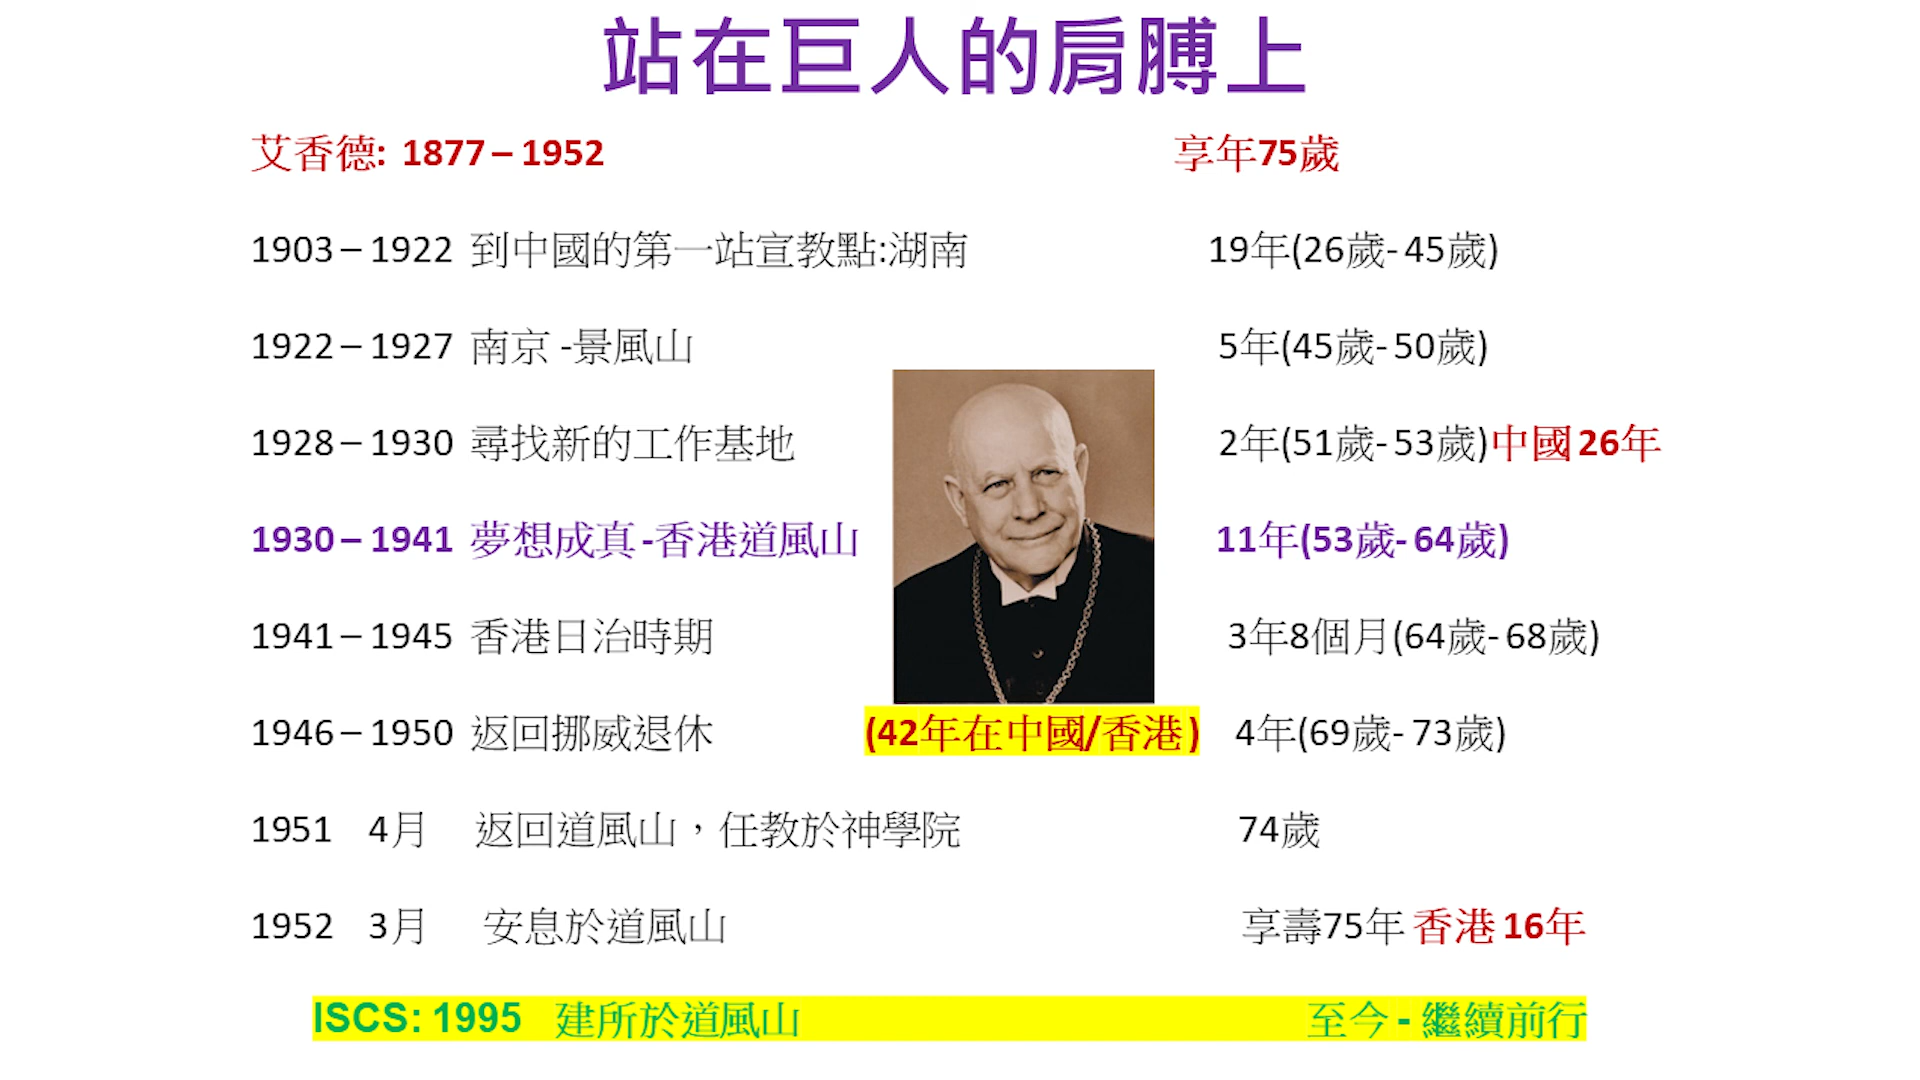 站在巨人的肩膊上
艾香德: 1877 – 1952 享年75歲
1903 – 1922 到中國的第一站宣教點:湖南 19年(26歲- 45歲)
1922 – 1927 南京 -景風山 5年(45歲- 50歲)
1928 – 1930 尋找新的工作基地 2年(51歲- 53歲)中國 26年
1930 – 1941 夢想成真 -香港道風山 11年(53歲- 64歲)
1941 – 1945 香港日治時期 3年8個月(64歲- 68歲)
1946 – 1950 返回挪威退休 (42年在中國/香港) 4年(69歲- 73歲)
1951 4月 返回道風山，任教於神學院 74歲
1952 3月 安息於道風山 享壽75年 香港 16年
ISCS: 1995 建所於道風山 至今 - 繼續前行